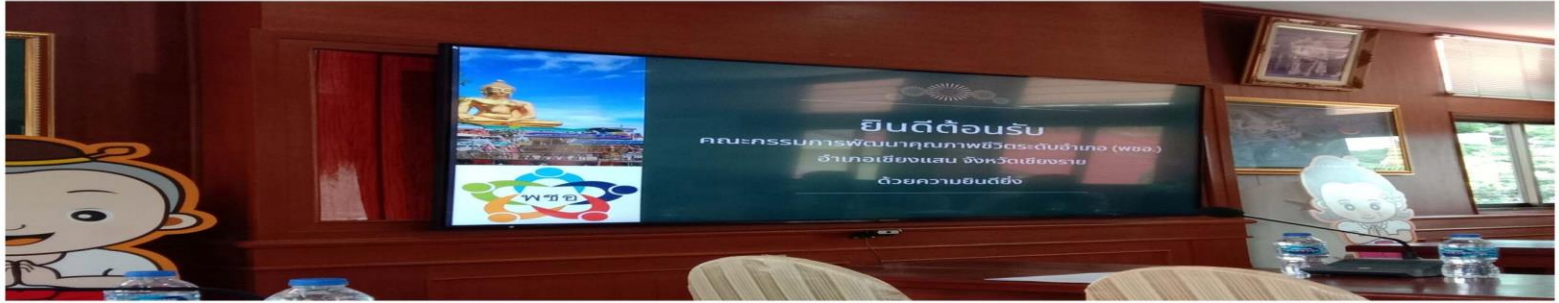 ยินดีต้อนรับ
คณะกรรมการพัฒนาคุณภาพชีวิตระดับอำเภอ (พชอ.)
อำเภอเชียงแสน จังหวัดเชียงราย
ด้วยความยินดียิ่ง
พชอ